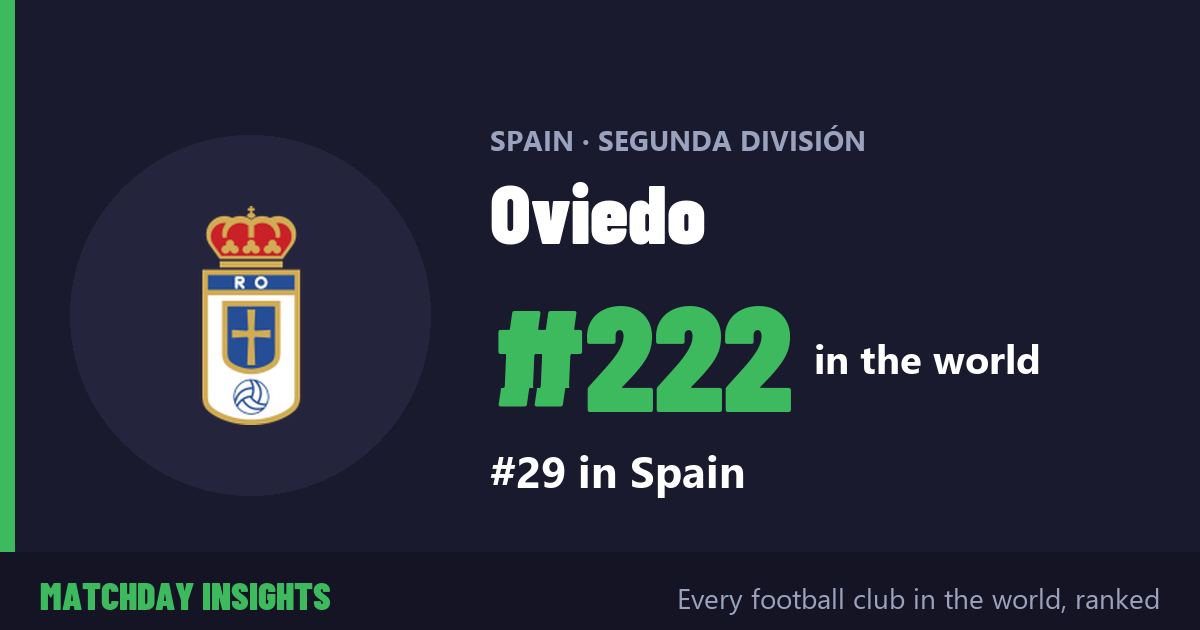 SPAIN · SEGUNDA DIVISIÓN
Oviedo
R O
#222 in the world
#29 in Spain
MATCHDAY INSIGHTS
Every football club in the world, ranked